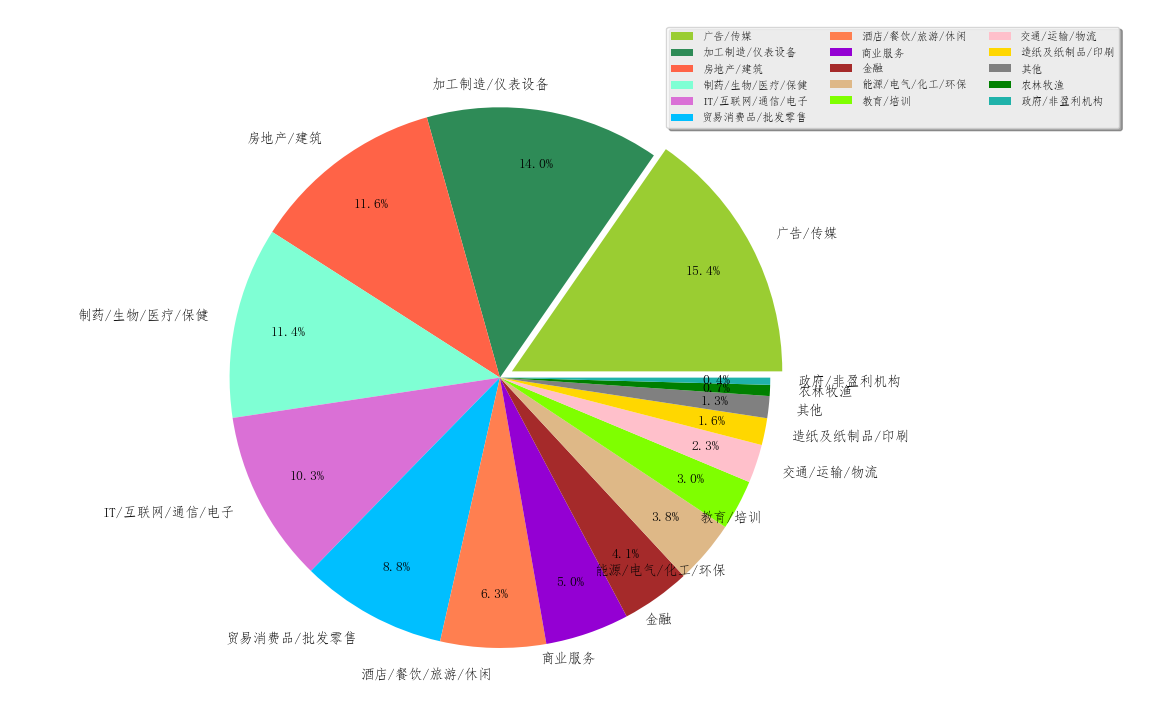 广告/传媒
加工制造/仪表设备
房地产/建筑
制药/生物/医疗/保健
IT/互联网/通信/电子
贸易消费品/批发零售
酒店/餐饮/旅游/休闲
商业服务
金融
能源/电气/化工/环保
教育/培训
交通/运输/物流
造纸及纸制品/印刷
其他
农林牧渔
政府/非盈利机构
加工制造/仪表设备
14.0%
房地产/建筑
11.6%
广告/传媒
15.4%
制药/生物/医疗/保健
11.4%
政府/非盈利机构
0.4%
农林牧渔
0.7%
其他
1.3%
造纸及纸制品/印刷
1.6%
交通/运输/物流
2.3%
教育/培训
3.0%
能源/电气/化工/环保
3.8%
金融
4.1%
商业服务
5.0%
酒店/餐饮/旅游/休闲
6.3%
贸易消费品/批发零售
8.8%
IT/互联网/通信/电子
10.3%